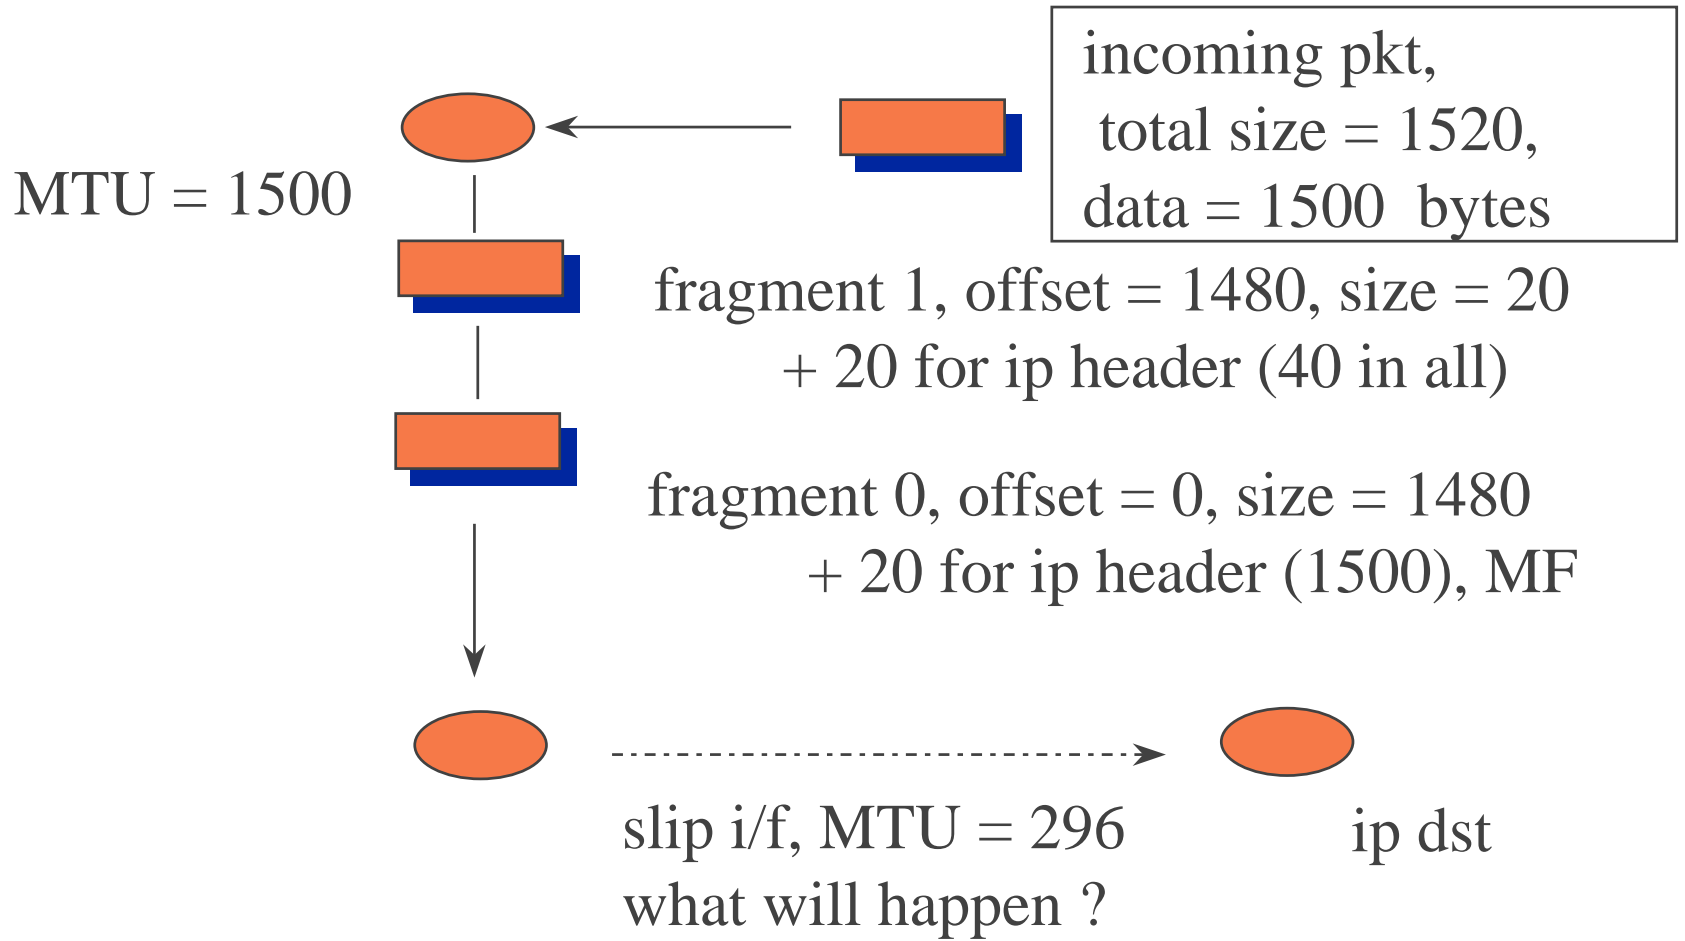 incoming pkt,
total size = 1520,
data = 1500 bytes
MTU = 1500
fragment 1, offset = 1480, size = 20
+ 20 for ip header (40 in all)
fragment 0, offset = 0, size = 1480
+ 20 for ip header (1500), MF
slip i/f, MTU = 296
what will happen ?
ip dst